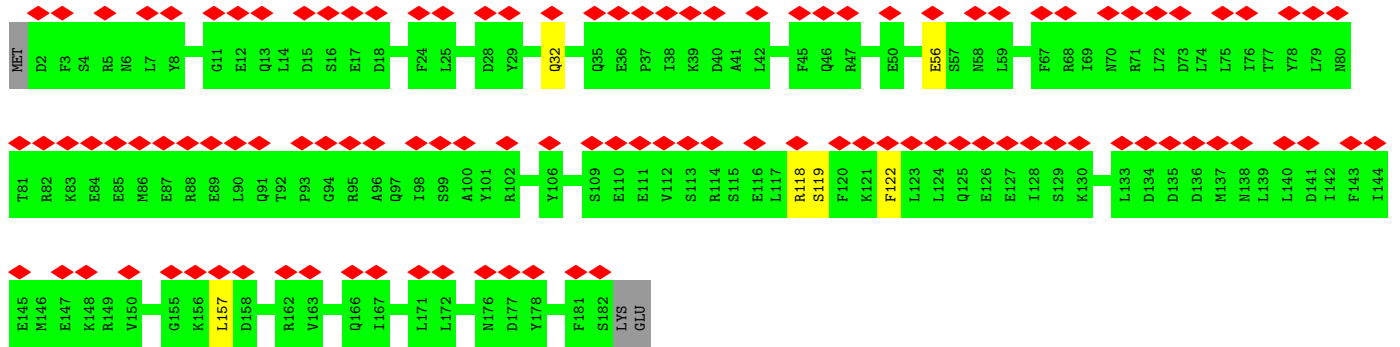 MET D2 F3 S4 R5 N6 L7 Y8 G11 E12 Q13 L14 D15 S16 E17 D18 F24 L25 D28 Y29 Q32 Q35 E36 P37 I38 K39 D40 A41 L42 F45 Q46 R47 E50 E56 S57 N58 L59 F67 R68 I69 N70 R71 L72 D73 L74 L75 I76 T77 Y78 L79 N80
T81 R82 K83 E84 E85 M86 E87 R88 E89 L90 Q91 T92 P93 G94 R95 A96 Q97 I98 S99 A100 Y101 R102 Y106 S109 E110 E111 V112 S113 R114 S115 E116 L117 R118 S119 F120 K121 F122 L123 L124 Q125 E126 E127 I128 S129 K130 L133 D134 D135 D136 M137 N138 L139 L140 D141 I142 F143 I144
E145 M146 E147 K148 R149 V150 G155 K156 L157 D158 R162 V163 Q166 I167 L171 L172 N176 D177 Y178 F181 S182 LYS GLU